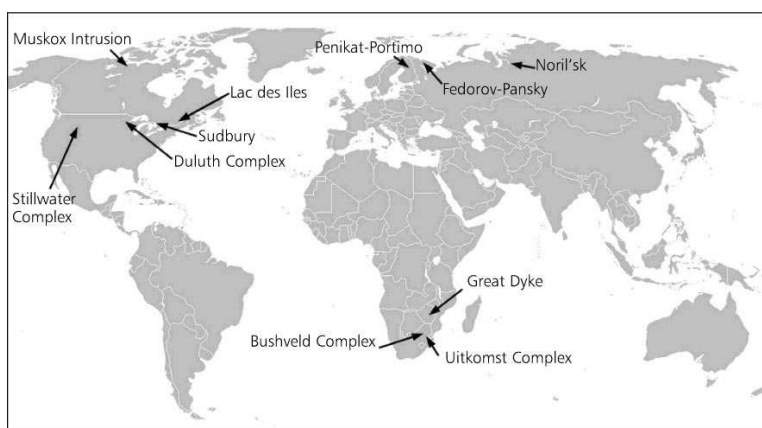 Muskox Intrusion
Penikat-Portimo
Noril'sk
Fedorov-Pansky
Lac des Iles
Sudbury
Duluth Complex
Stillwater
Complex
Great Dyke
Bushveld Complex
Uitkomst Complex